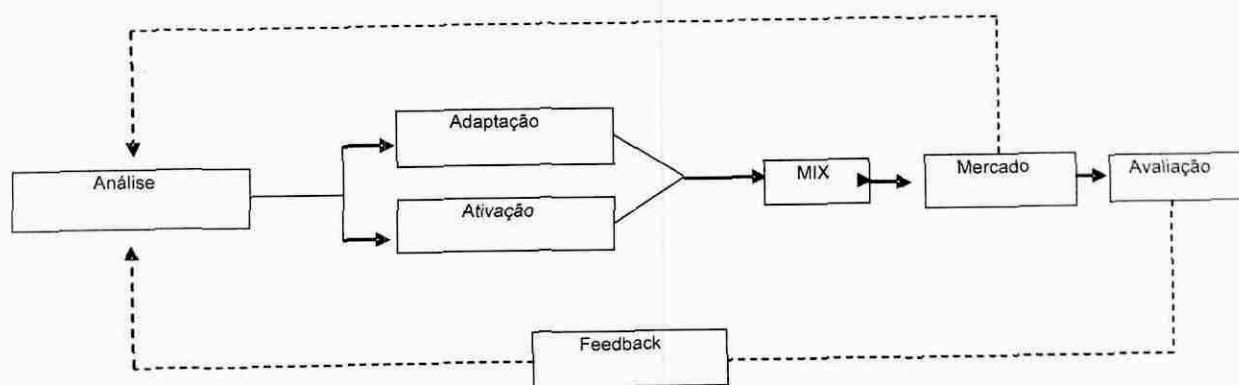 Adaptação
Análise
Ativação
MIX
Mercado
Avaliação
Feedback